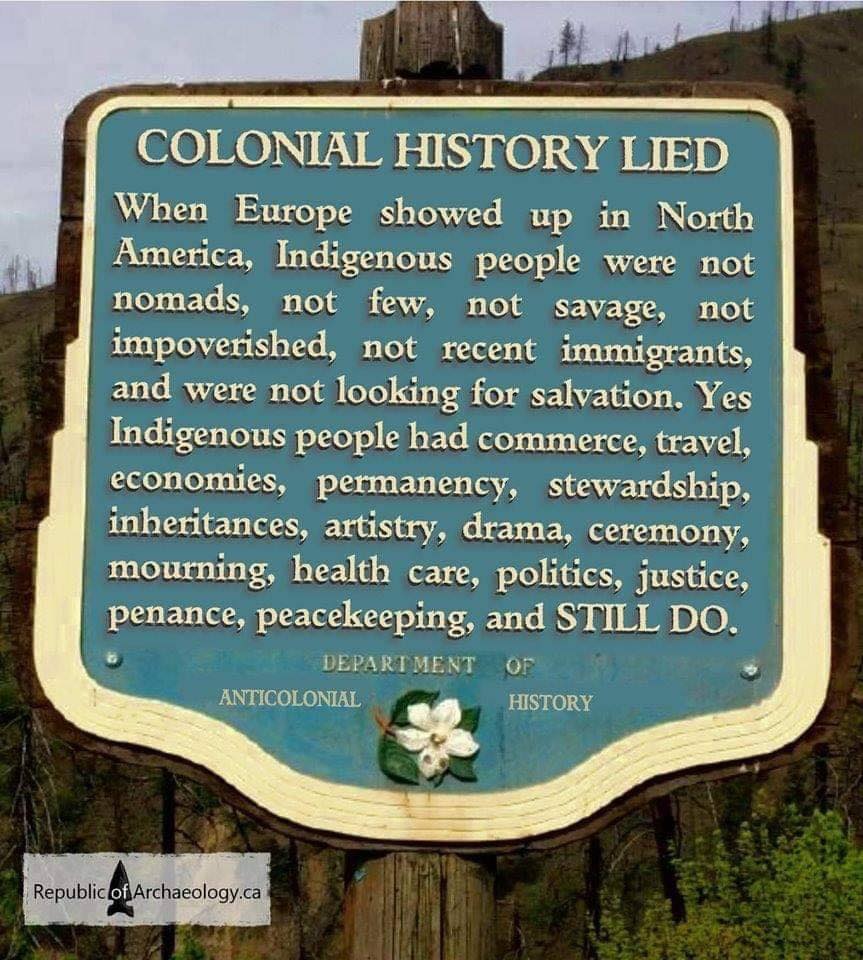 COLONIAL HISTORY LIED
When Europe showed up in North
America, Indigenous people were not
nomads, not few, not savage, not
impoverished, not recent immigrants,
and were not looking for salvation. Yes
Indigenous people had commerce, travel,
economies, permanency, stewardship,
inheritances, artistry, drama, ceremony,
mourning, health care, politics, justice,
penance, peacekeeping, and STILL DO.
DEPARTMENT OF
ANTICOLONIAL HISTORY
Republic of Archaeology.ca